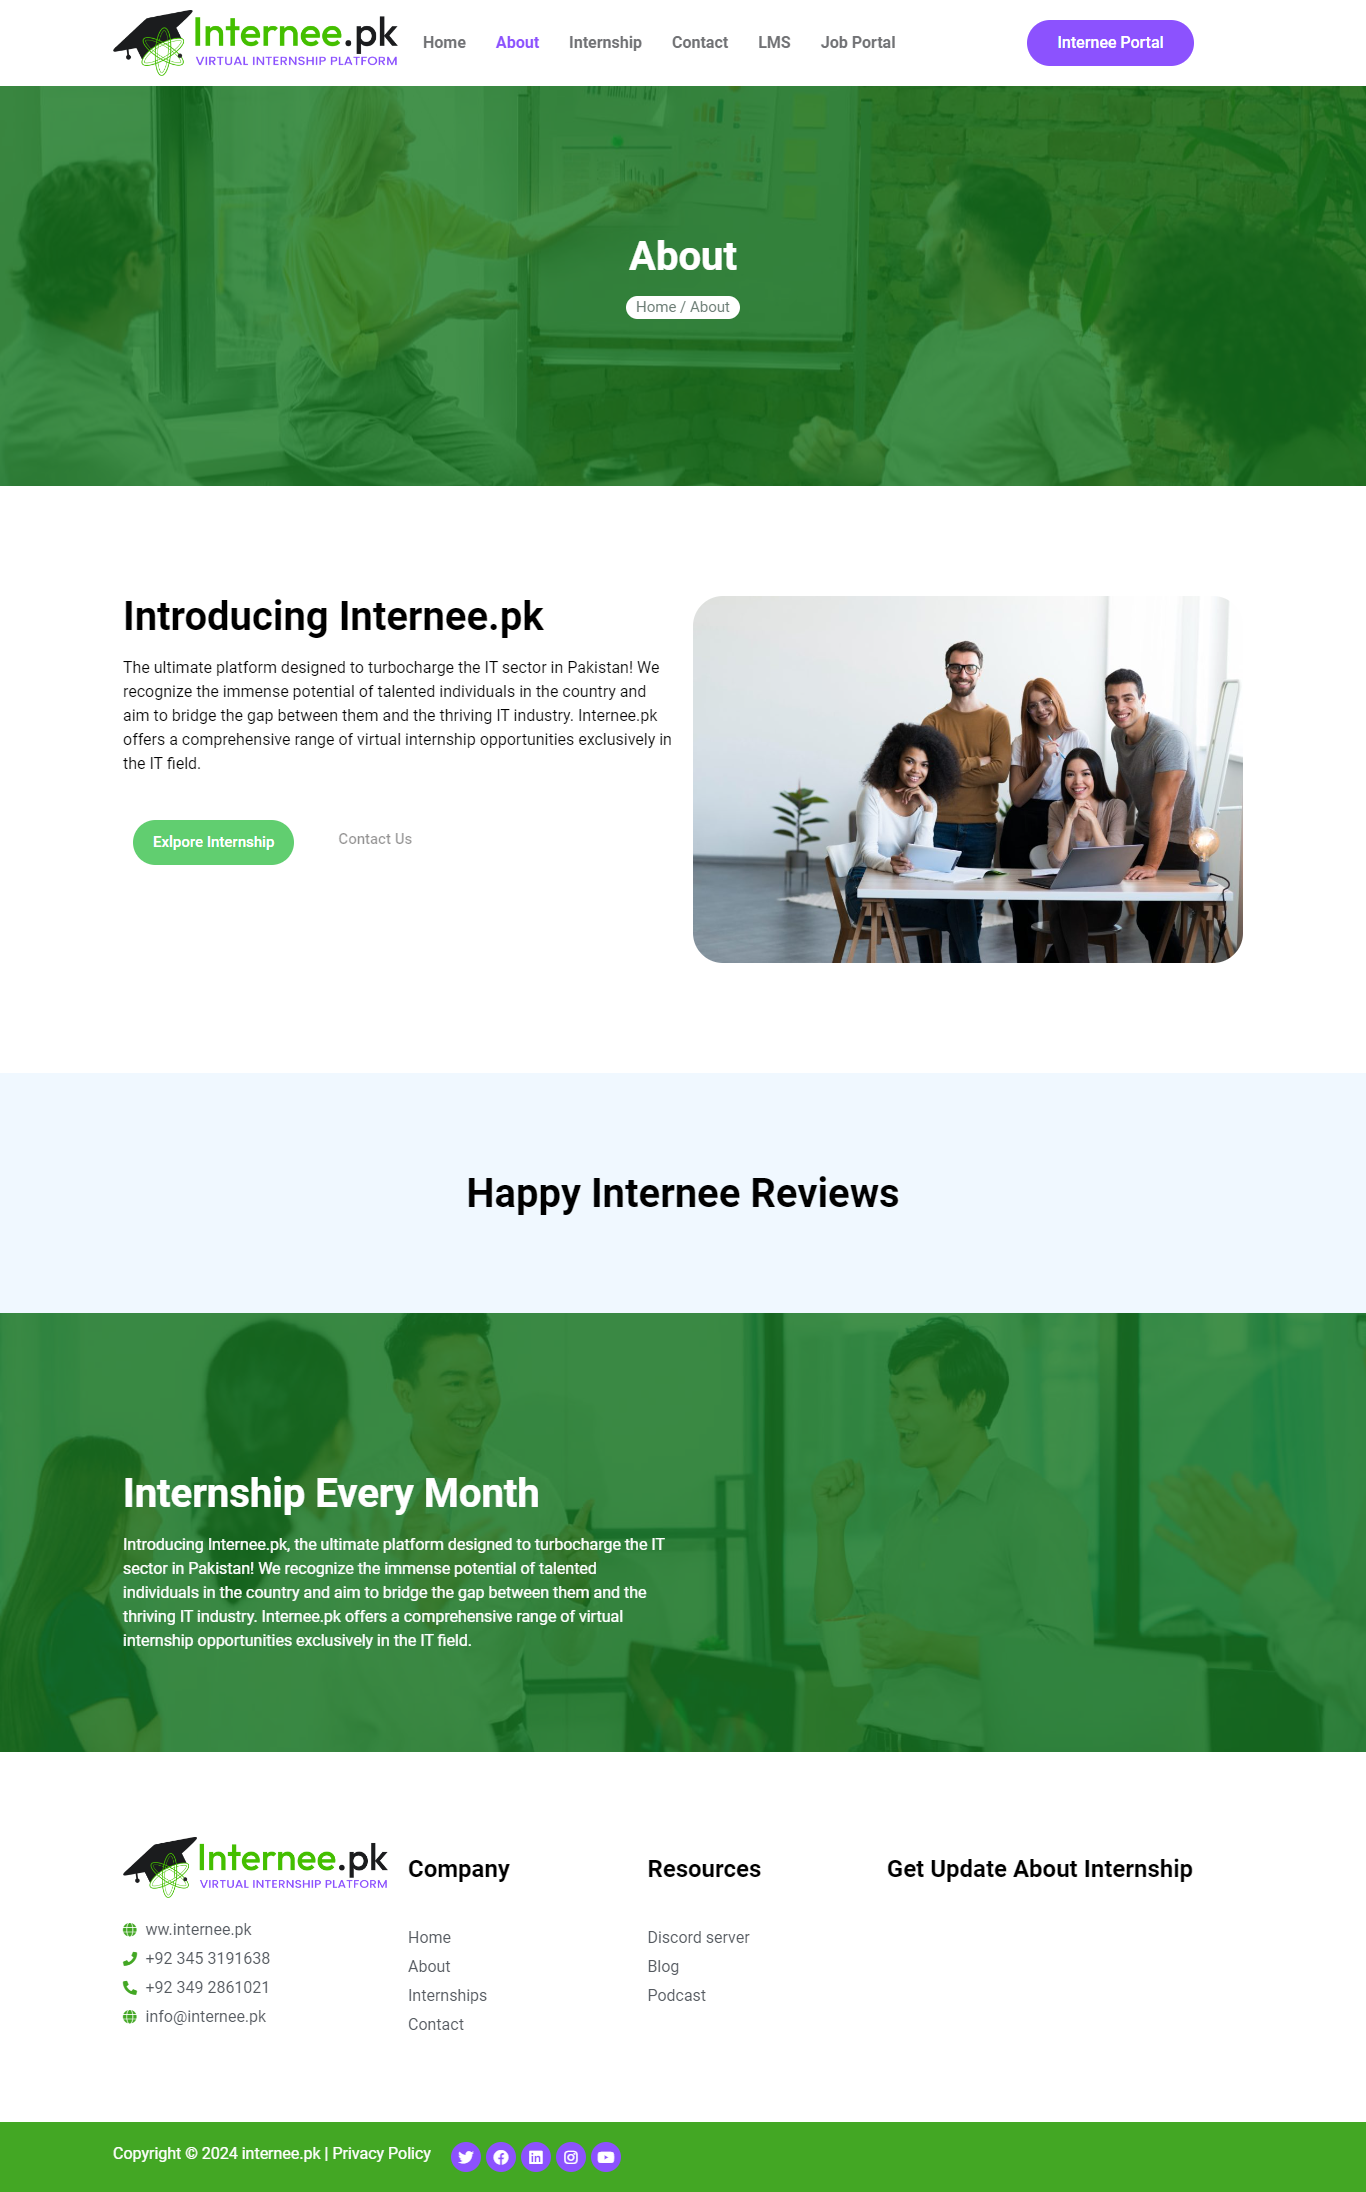 Internee.pk
VIRTUAL INTERNSHIP PLATFORM
Home
About
Internship
Contact
LMS
Job Portal
Internee Portal
About
Home / About
Introducing Internee.pk
The ultimate platform designed to turbocharge the IT sector in Pakistan! We
recognize the immense potential of talented individuals in the country and
aim to bridge the gap between them and the thriving IT industry. Internee.pk
offers a comprehensive range of virtual internship opportunities exclusively in
the IT field.
Exlpore Internship
Contact Us
Happy Internee Reviews
Internship Every Month
Introducing Internee.pk, the ultimate platform designed to turbocharge the IT
sector in Pakistan! We recognize the immense potential of talented
individuals in the country and aim to bridge the gap between them and the
thriving IT industry. Internee.pk offers a comprehensive range of virtual
internship opportunities exclusively in the IT field.
Internee.pk
VIRTUAL INTERNSHIP PLATFORM
ww.internee.pk
+92 345 3191638
+92 349 2861021
info@internee.pk
Company
Home
About
Internships
Contact
Resources
Discord server
Blog
Podcast
Get Update About Internship
Copyright © 2024 internee.pk | Privacy Policy